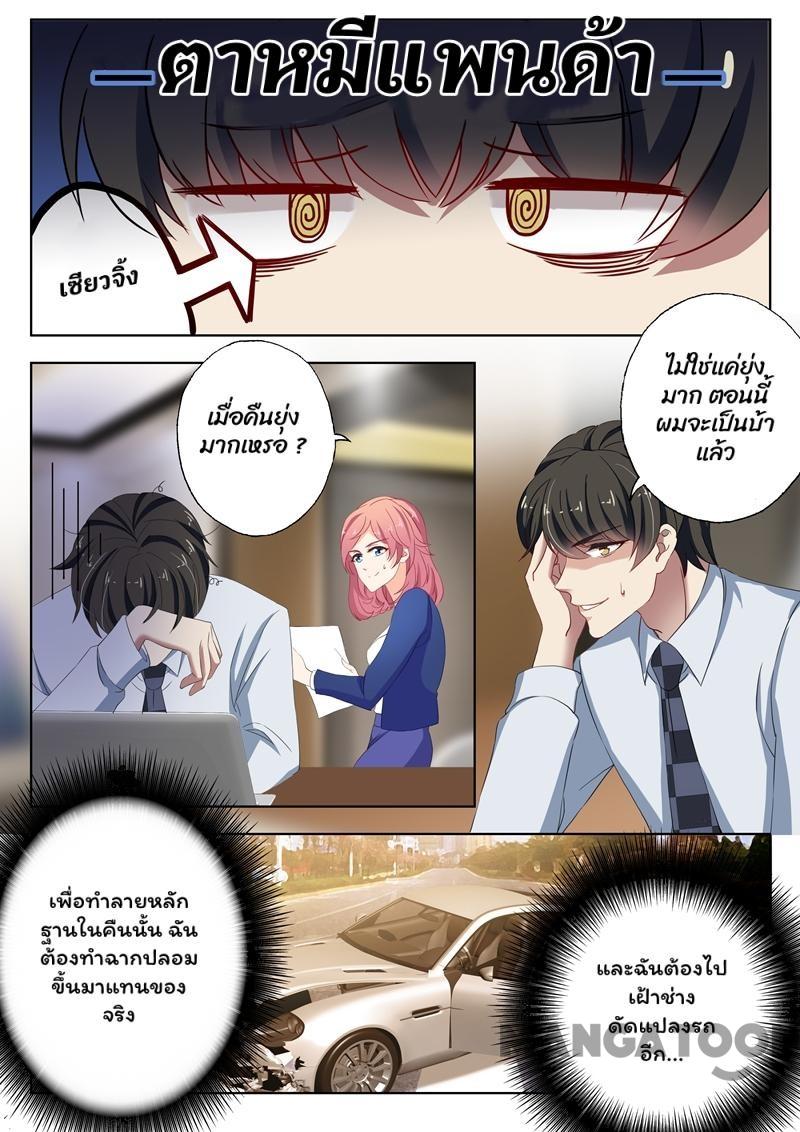 ตาหมีแพนด้า
เซียวจิ้ง
เมื่อคืนยุ่ง
มากเหรอ ?
ไม่ใช่แค่ยุ่ง
มาก ตอนนี้
ผมจะเป็นบ้า
แล้ว
เพื่อทำลายหลัก
ฐานในคืนนั้น ฉัน
ต้องทำฉากปลอม
ขึ้นมาแทนของ
จริง
และฉันต้องไป
เฝ้าช่าง
ดัดแปลงรถ
อีก...
MANGATOON